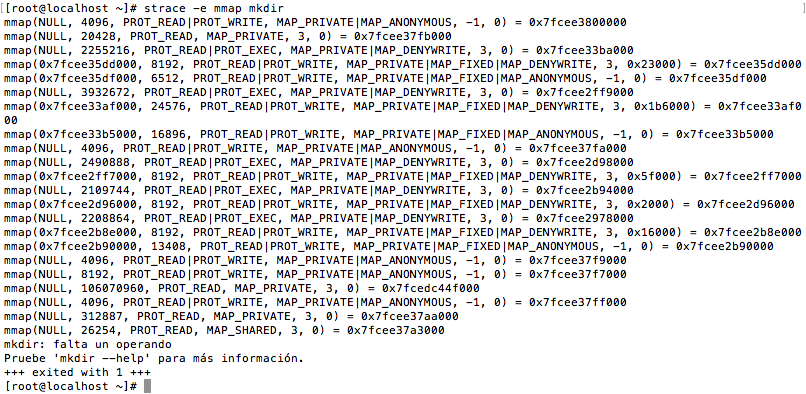 [root@localhost ~]# strace -e mmap mkdir
mmap(NULL, 4096, PROT_READ|PROT_WRITE, MAP_PRIVATE|MAP_ANONYMOUS, -1, 0) = 0x7fcee3800000
mmap(NULL, 20428, PROT_READ, MAP_PRIVATE, 3, 0) = 0x7fcee37fb000
mmap(NULL, 2255216, PROT_READ|PROT_EXEC, MAP_PRIVATE|MAP_DENYWRITE, 3, 0) = 0x7fcee33ba000
mmap(0x7fcee35dd000, 8192, PROT_READ|PROT_WRITE, MAP_PRIVATE|MAP_FIXED|MAP_DENYWRITE, 3, 0x23000) = 0x7fcee35dd000
mmap(0x7fcee35df000, 6512, PROT_READ|PROT_WRITE, MAP_PRIVATE|MAP_FIXED|MAP_ANONYMOUS, -1, 0) = 0x7fcee35df000
mmap(NULL, 3932672, PROT_READ|PROT_EXEC, MAP_PRIVATE|MAP_DENYWRITE, 3, 0) = 0x7fcee2ff9000
mmap(0x7fcee33af000, 24576, PROT_READ|PROT_WRITE, MAP_PRIVATE|MAP_FIXED|MAP_DENYWRITE, 3, 0x1b6000) = 0x7fcee33af0
00
mmap(0x7fcee33b5000, 16896, PROT_READ|PROT_WRITE, MAP_PRIVATE|MAP_FIXED|MAP_ANONYMOUS, -1, 0) = 0x7fcee33b5000
mmap(NULL, 4096, PROT_READ|PROT_WRITE, MAP_PRIVATE|MAP_ANONYMOUS, -1, 0) = 0x7fcee37fa000
mmap(NULL, 2490888, PROT_READ|PROT_EXEC, MAP_PRIVATE|MAP_DENYWRITE, 3, 0) = 0x7fcee2d98000
mmap(0x7fcee2ff7000, 8192, PROT_READ|PROT_WRITE, MAP_PRIVATE|MAP_FIXED|MAP_DENYWRITE, 3, 0x5f000) = 0x7fcee2ff7000
mmap(NULL, 2109744, PROT_READ|PROT_EXEC, MAP_PRIVATE|MAP_DENYWRITE, 3, 0) = 0x7fcee2b94000
mmap(0x7fcee2d96000, 8192, PROT_READ|PROT_WRITE, MAP_PRIVATE|MAP_FIXED|MAP_DENYWRITE, 3, 0x2000) = 0x7fcee2d96000
mmap(NULL, 2208864, PROT_READ|PROT_EXEC, MAP_PRIVATE|MAP_DENYWRITE, 3, 0) = 0x7fcee2978000
mmap(0x7fcee2b8e000, 8192, PROT_READ|PROT_WRITE, MAP_PRIVATE|MAP_FIXED|MAP_DENYWRITE, 3, 0x16000) = 0x7fcee2b8e000
mmap(0x7fcee2b90000, 13408, PROT_READ|PROT_WRITE, MAP_PRIVATE|MAP_FIXED|MAP_ANONYMOUS, -1, 0) = 0x7fcee2b90000
mmap(NULL, 4096, PROT_READ|PROT_WRITE, MAP_PRIVATE|MAP_ANONYMOUS, -1, 0) = 0x7fcee37f9000
mmap(NULL, 8192, PROT_READ|PROT_WRITE, MAP_PRIVATE|MAP_ANONYMOUS, -1, 0) = 0x7fcee37f7000
mmap(NULL, 106070960, PROT_READ, MAP_PRIVATE, 3, 0) = 0x7fcedc44f000
mmap(NULL, 4096, PROT_READ|PROT_WRITE, MAP_PRIVATE|MAP_ANONYMOUS, -1, 0) = 0x7fcee37ff000
mmap(NULL, 312887, PROT_READ, MAP_PRIVATE, 3, 0) = 0x7fcee37aa000
mmap(NULL, 26254, PROT_READ, MAP_SHARED, 3, 0) = 0x7fcee37a3000
mkdir: falta un operando
Pruebe 'mkdir --help' para más información.
+++ exited with 1 +++
[root@localhost ~]#